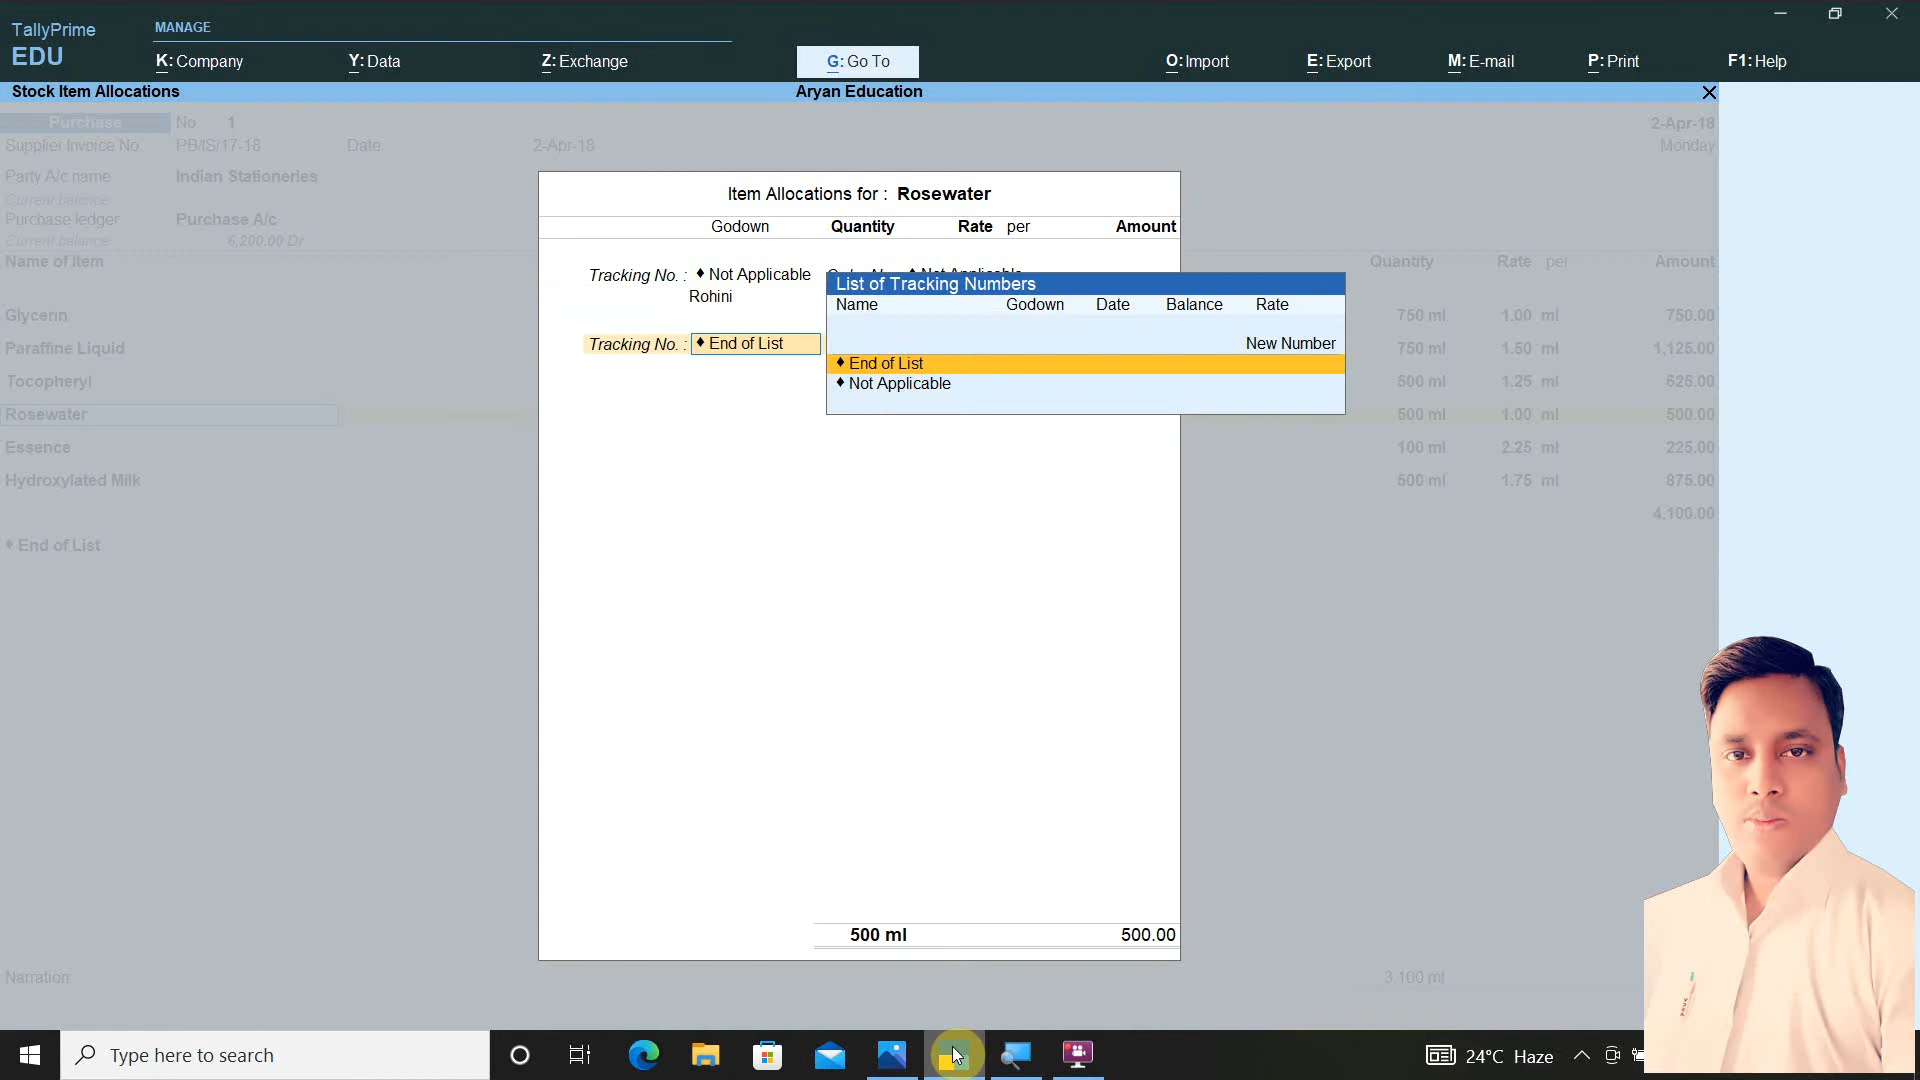 TallyPrime
EDU
MANAGE
K: Company
Y: Data
Z: Exchange
G: Go To
O: Import
E: Export
M: E-mail
P: Print
F1: Help
Stock Item Allocations
Aryan Education
Purchase No 1
2-Apr-18
Supplier Invoice No. PB/IS/17-18 Date 2-Apr-18
Monday
Party A/c name Indian Stationeries
Current balance
Purchase ledger Purchase A/c
Current balance 6,200.00 Dr
Name of Item Quantity Rate per Amount
Glycerin 750 ml 1.00 ml 750.00
Paraffine Liquid 750 ml 1.50 ml 1,125.00
Tocopheryl 500 ml 1.25 ml 625.00
Rosewater 500 ml 1.00 ml 500.00
Essence 100 ml 2.25 ml 225.00
Hydroxylated Milk 500 ml 1.75 ml 875.00
4,100.00
♦ End of List
Item Allocations for : Rosewater
Godown Quantity Rate per Amount
Tracking No. : ♦ Not Applicable
Rohini
Tracking No. : ♦ End of List
List of Tracking Numbers
Name Godown Date Balance Rate
New Number
♦ End of List
♦ Not Applicable
500 ml 500.00
Narration
3,100 ml
Type here to search
24°C Haze